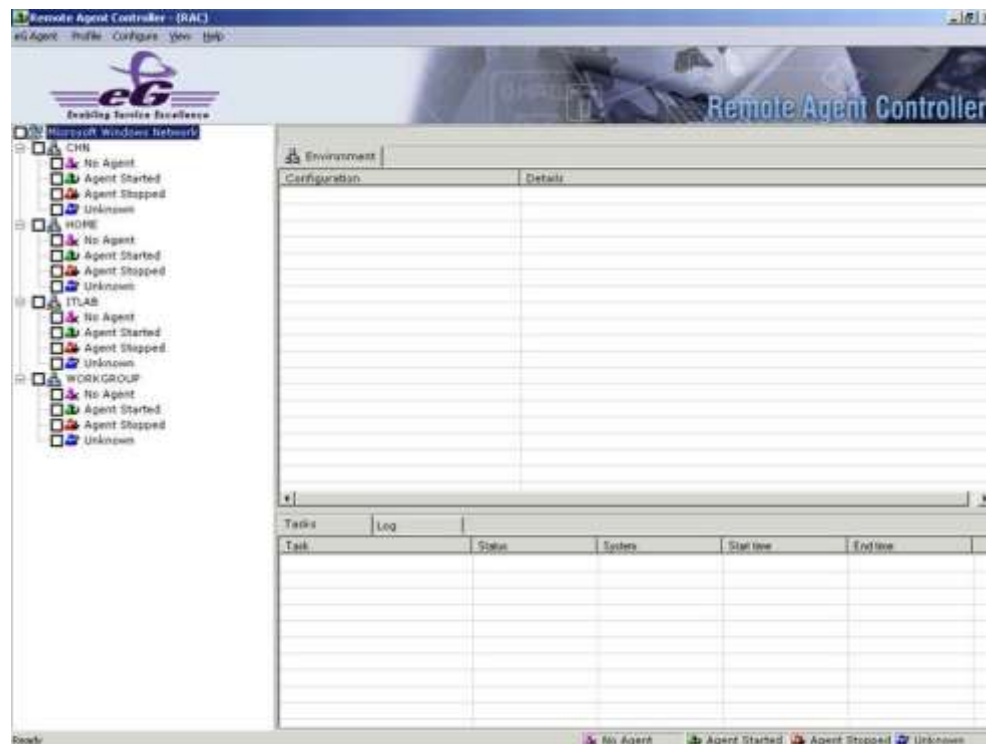 Remote Agent Controller - (RAC)
eG Agent Profile Configure View Help
eG
Enabling Service Excellence
Remote Agent Controller
Microsoft Windows Network
CHN
No Agent
Agent Started
Agent Stopped
Unknown
HOME
No Agent
Agent Started
Agent Stopped
Unknown
ITLAB
No Agent
Agent Started
Agent Stopped
Unknown
WORKGROUP
No Agent
Agent Started
Agent Stopped
Unknown
Environment
Configuration Details
Tasks Log
Task Status System Start time End time
Ready No Agent Agent Started Agent Stopped Unknown